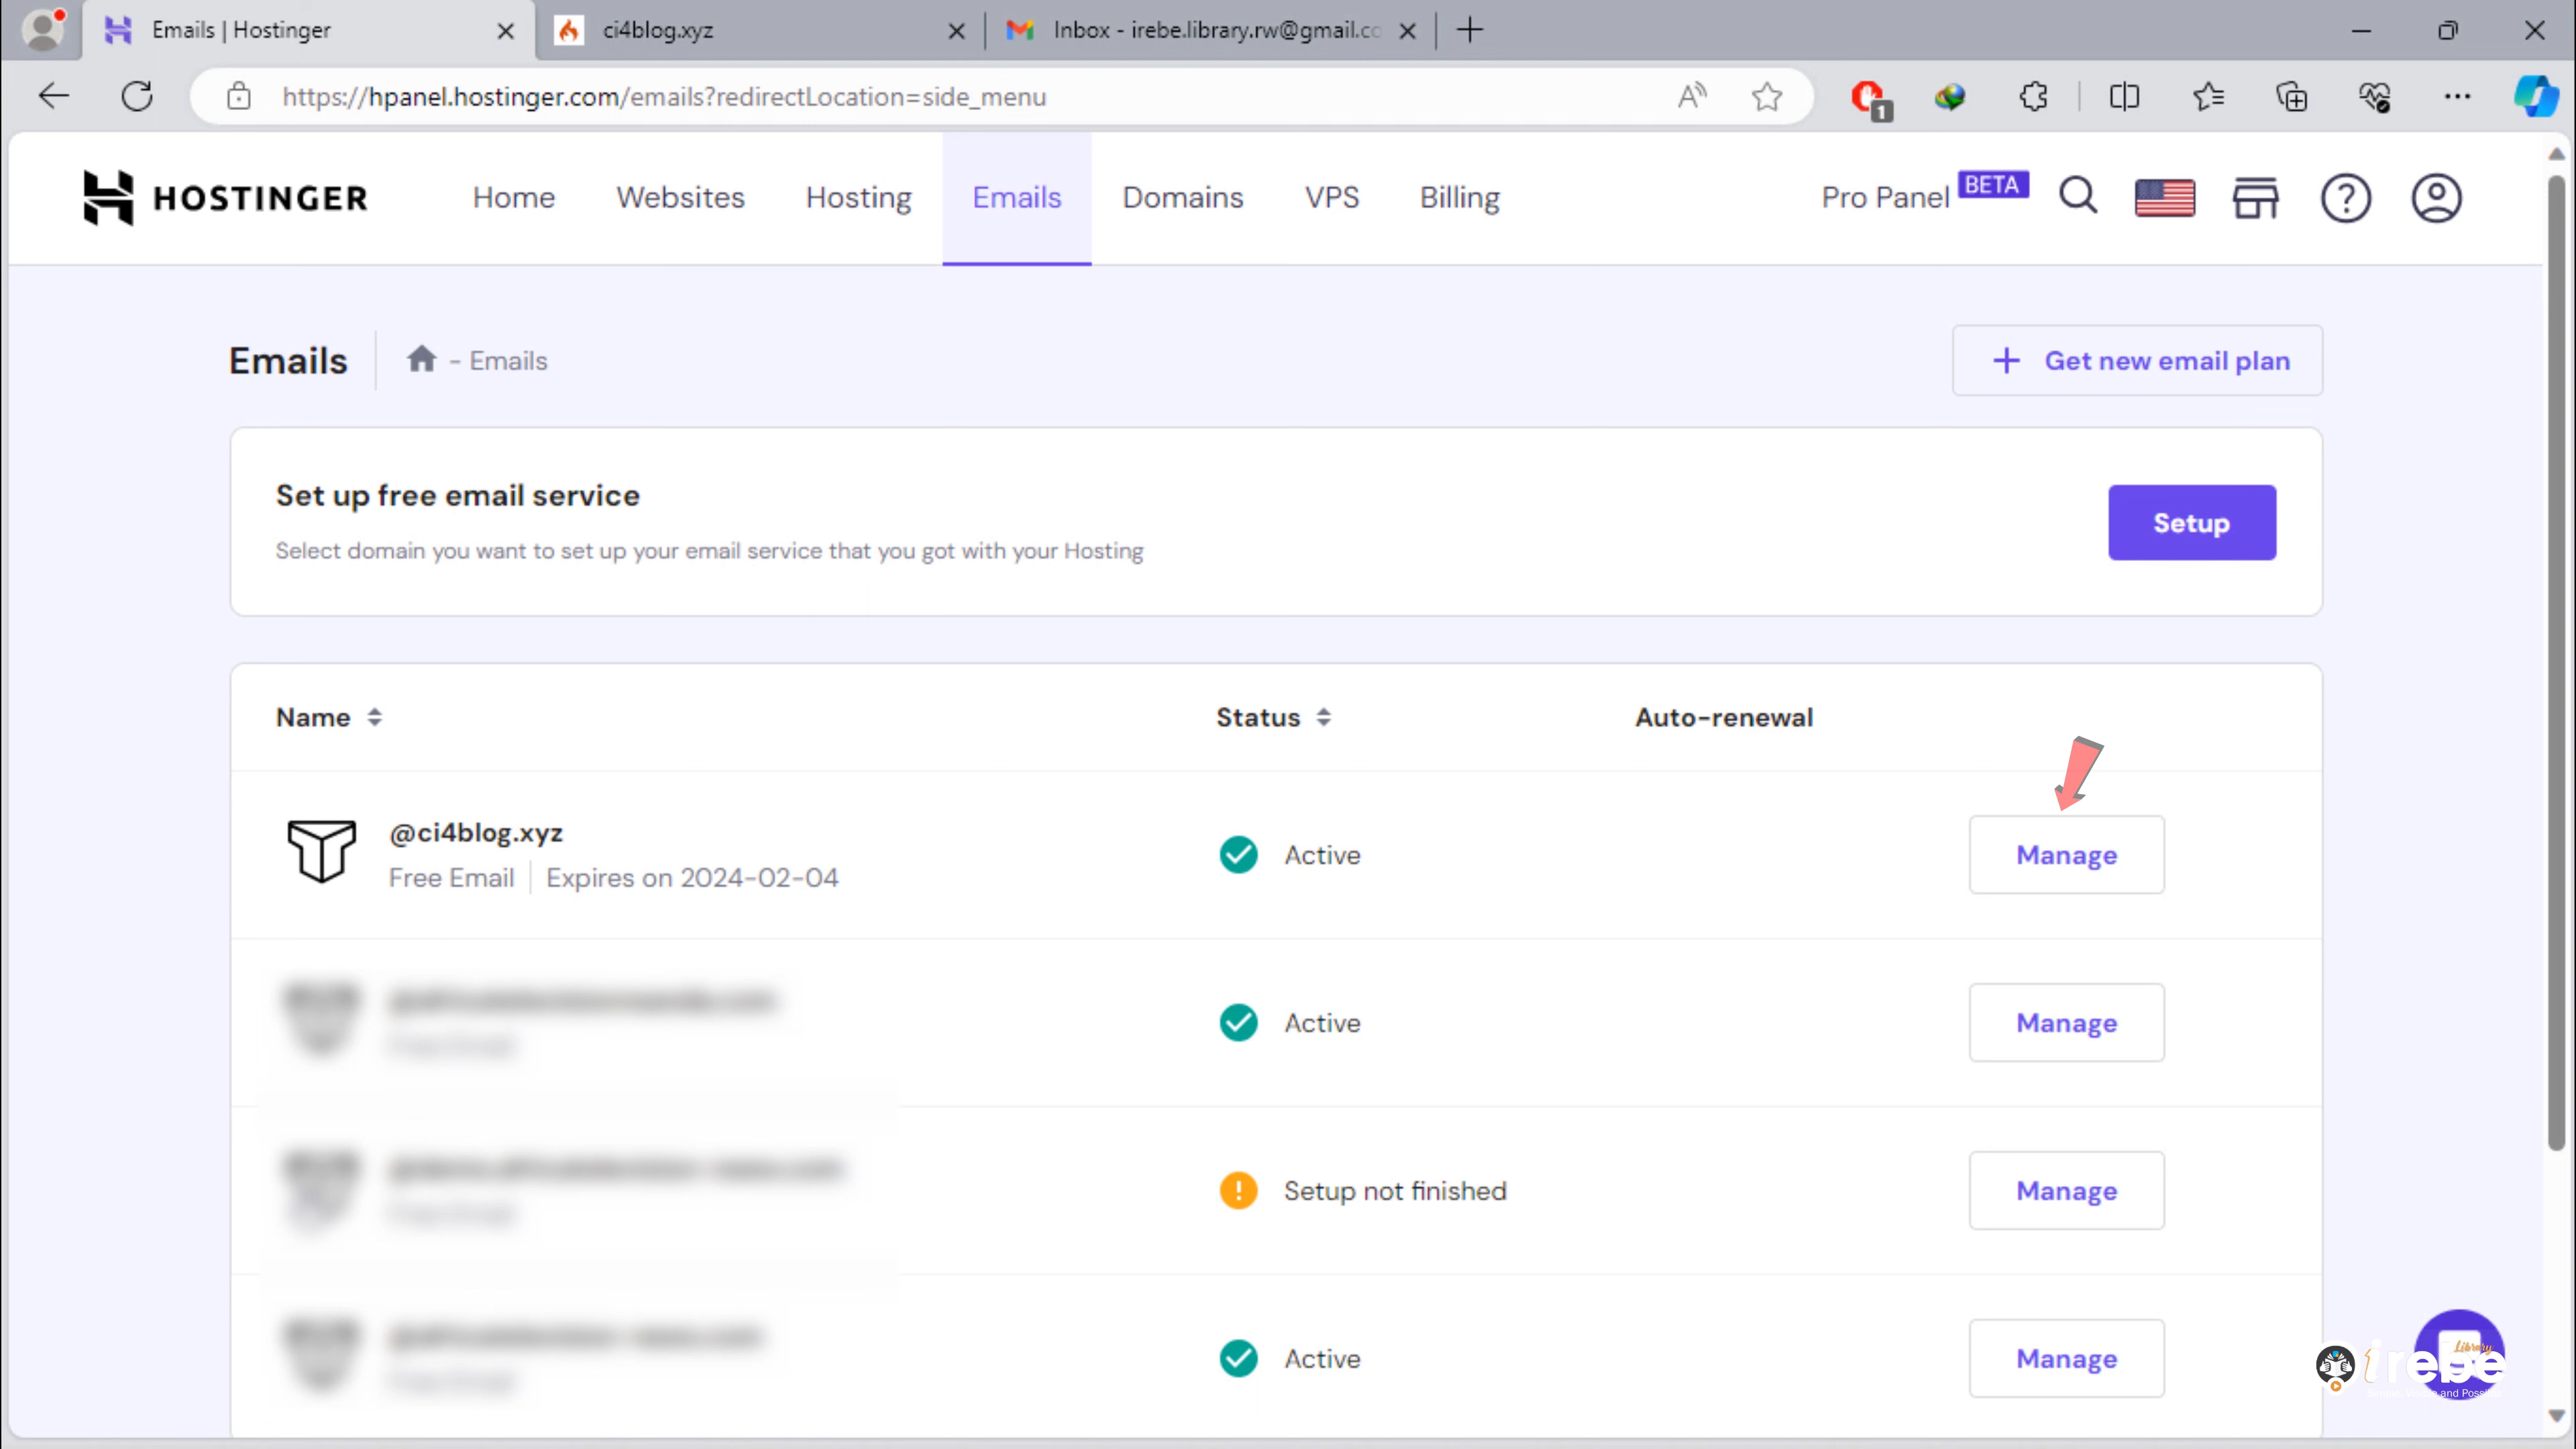 Emails | Hostinger
ci4blog.xyz
Inbox - irebe.library.rw@gmail.co
https://hpanel.hostinger.com/emails?redirectLocation=side_menu
1
HOSTINGER
Home
Websites
Hosting
Emails
Domains
VPS
Billing
Pro Panel BETA
Emails
- Emails
+ Get new email plan
Set up free email service
Select domain you want to set up your email service that you got with your Hosting
Setup
Name
Status
Auto-renewal
@ci4blog.xyz
Free Email
Expires on 2024-02-04
Active
Manage
Active
Manage
Setup not finished
Manage
Active
Manage
Library
irebe